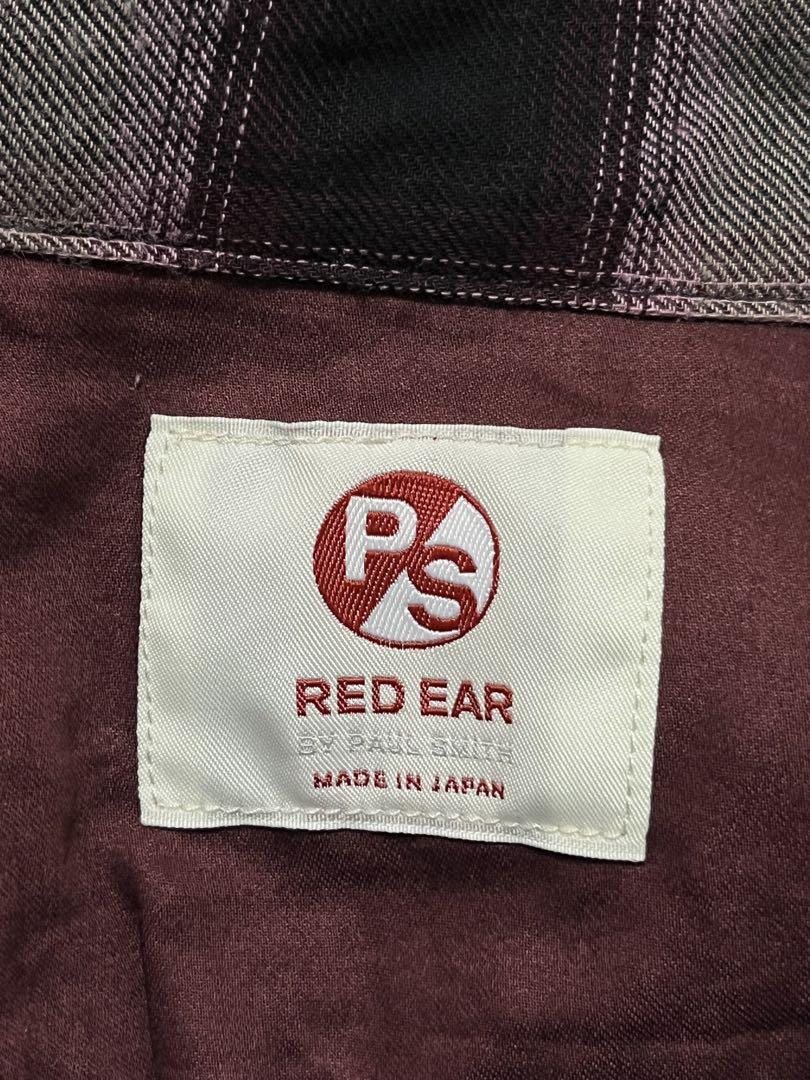 PS
RED EAR
BY PAUL SMITH
MADE IN JAPAN